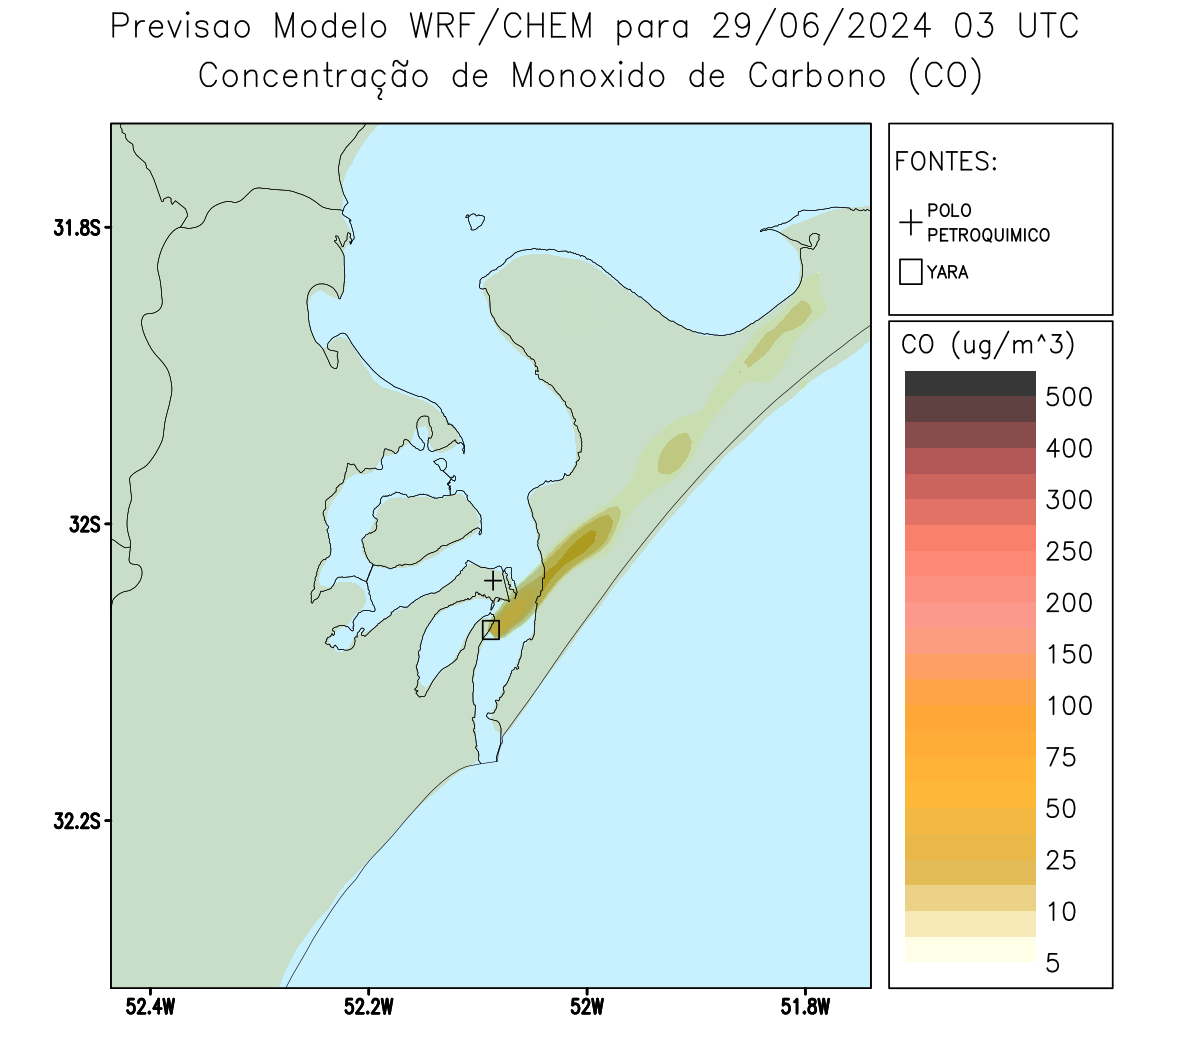 Previsao Modelo WRF/CHEM para 29/06/2024 03 UTC
Concentração de Monoxido de Carbono (CO)
FONTES:
POLO
PETROQUIMICO
YARA
CO (ug/m^3)
500
400
300
250
200
150
100
75
50
25
10
5
31.8S
32S
32.2S
52.4W
52.2W
52W
51.8W